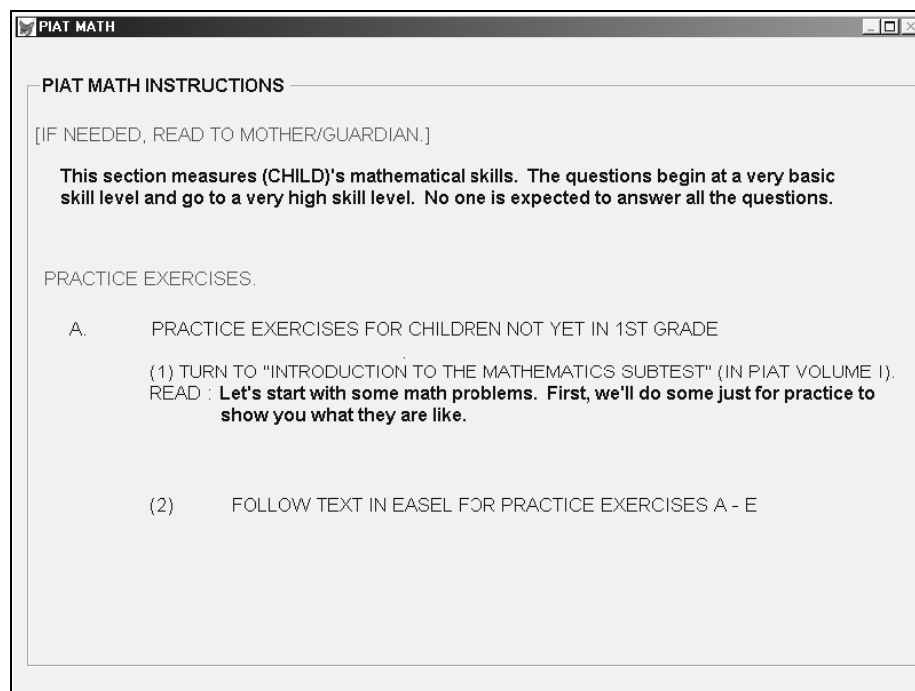 PIAT MATH
PIAT MATH INSTRUCTIONS
[IF NEEDED, READ TO MOTHER/GUARDIAN.]
This section measures (CHILD)'s mathematical skills. The questions begin at a very basic
skill level and go to a very high skill level. No one is expected to answer all the questions.
PRACTICE EXERCISES.
A. PRACTICE EXERCISES FOR CHILDREN NOT YET IN 1ST GRADE
(1) TURN TO "INTRODUCTION TO THE MATHEMATICS SUBTEST" (IN PIAT VOLUME I).
READ : Let's start with some math problems. First, we'll do some just for practice to
show you what they are like.
(2) FOLLOW TEXT IN EASEL FOR PRACTICE EXERCISES A - E